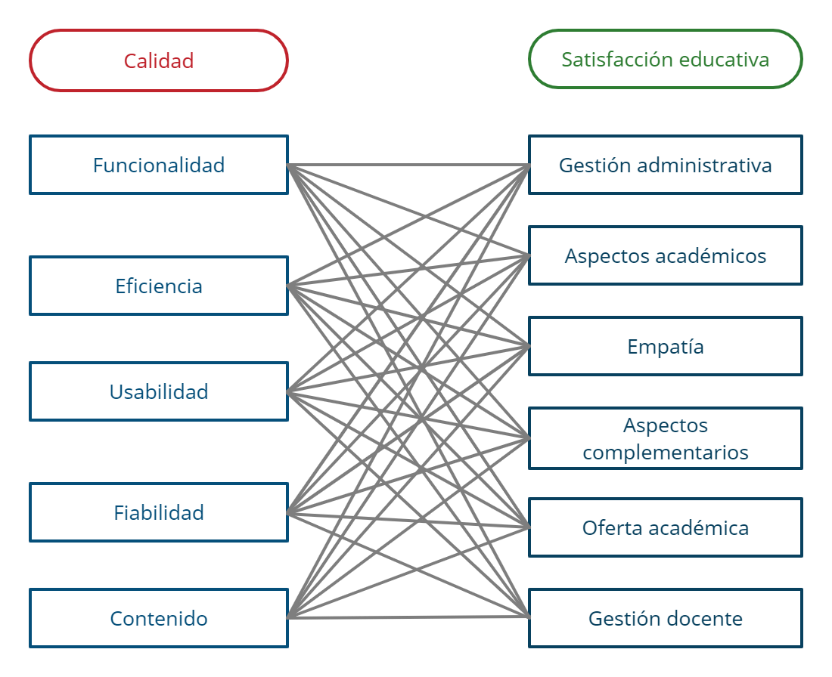 Calidad
Satisfacción educativa
Funcionalidad
Gestión administrativa
Eficiencia
Aspectos académicos
Usabilidad
Empatía
Aspectos
complementarios
Fiabilidad
Oferta académica
Contenido
Gestión docente